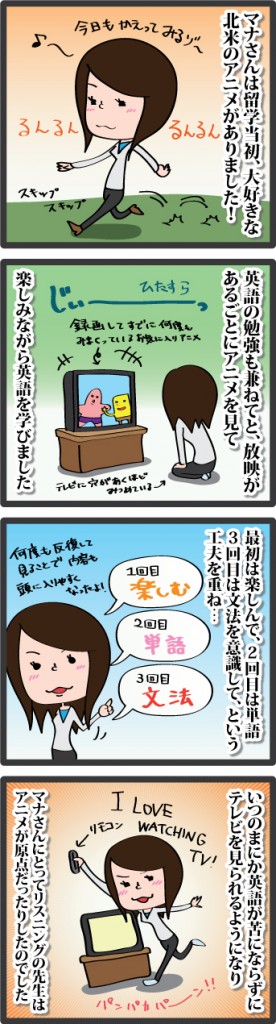 マナさんは留学当初、大好きな
北米のアニメがありました！
今日もかえってみるゾ〜
♪〜
るんるん
るんるん
スキップ
スキップ
英語の勉強も兼ねてと、放映が
あるごとにアニメを見て
ひたすら
じぃーーーっ
録画してすでに何度も
みまくっているお気に入りアニメ
テレビに穴があくほど
みつめている→
楽しみながら英語を学びました
最初は楽しんで、２回目は単語
３回目は文法を意識して、という
工夫を重ね…
何度も反復して
見ることで内容も
頭に入りやすく
なったよ！
1回目
楽しむ
2回目
単語
3回目
文法
いつのまにか英語が苦にならずに
テレビを見られるようになり
I LOVE
WATCHING
TV!
リモコン
パンパカパーン!!
マナさんにとってリスニングの先生は
アニメが原点だったりしたのでした